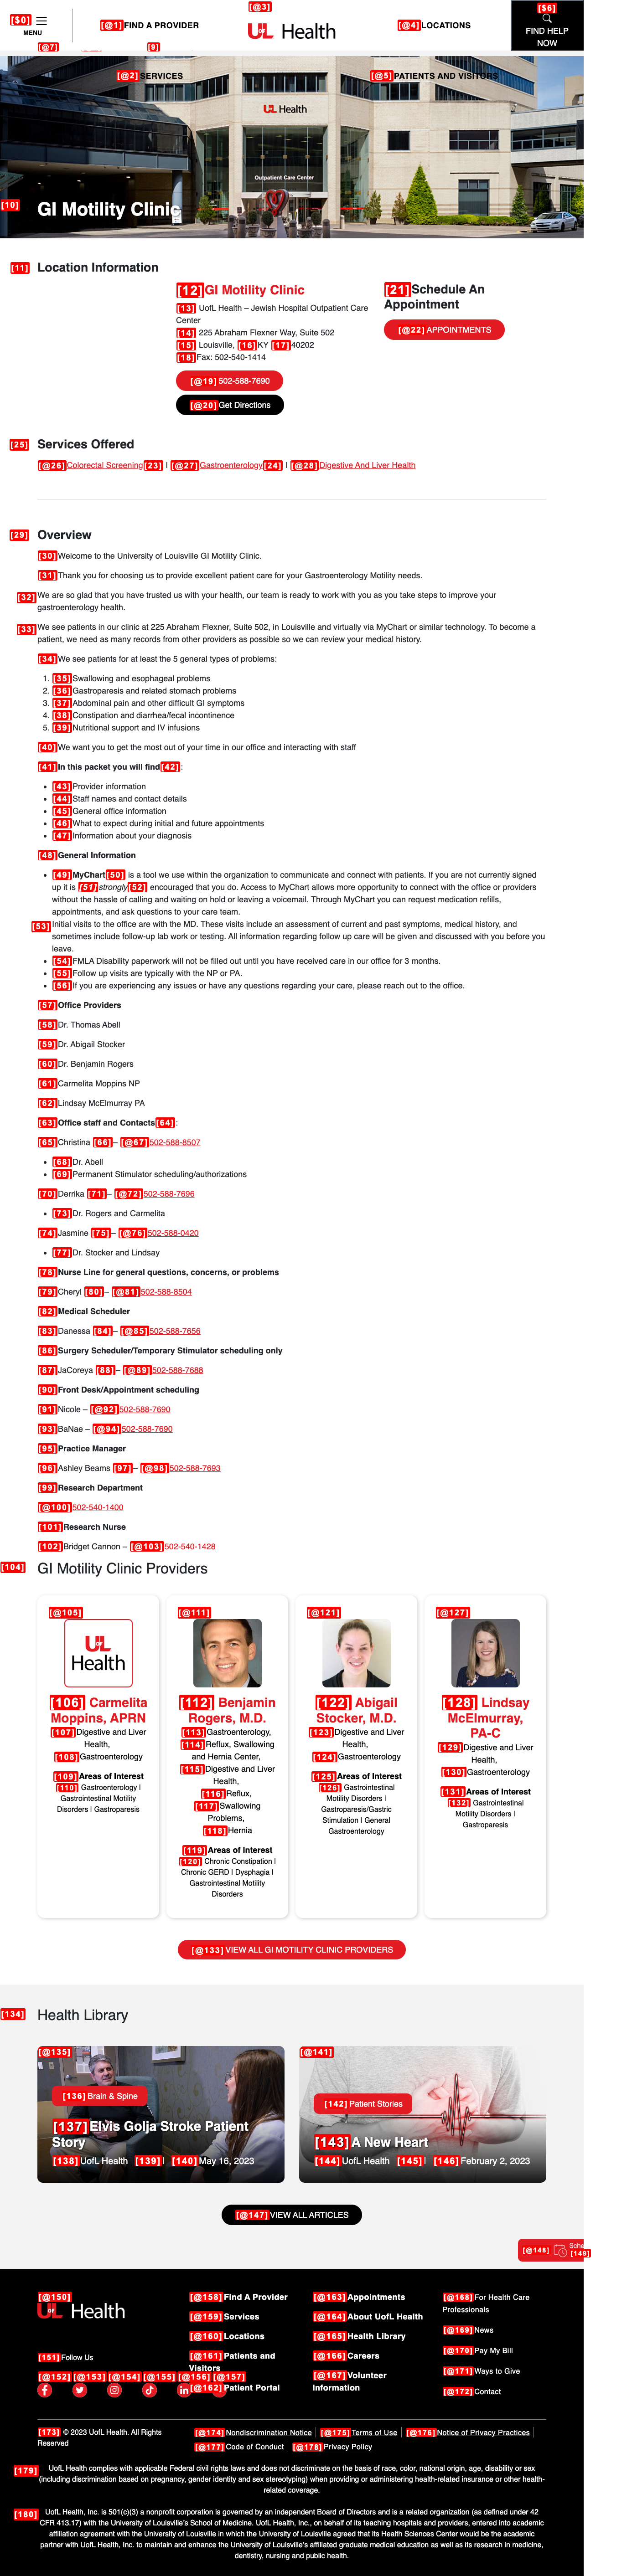 [$0]
MENU
[@1] FIND A PROVIDER
[@3]
UofL Health
[@4] LOCATIONS
[$6]
FIND HELP
NOW
[@7]
[9]
[@2] SERVICES
[@5] PATIENTS AND VISITORS
UofL Health
Outpatient Care Center
[10] GI Motility Clinic
[11] Location Information
[12] GI Motility Clinic
[13] UofL Health – Jewish Hospital Outpatient Care
Center
[14] 225 Abraham Flexner Way, Suite 502
[15] Louisville, [16] KY [17] 40202
[18] Fax: 502-540-1414
[@19] 502-588-7690
[@20] Get Directions
[21] Schedule An
Appointment
[@22] APPOINTMENTS
[25] Services Offered
[@26] Colorectal Screening [23] | [@27] Gastroenterology [24] | [@28] Digestive And Liver Health
[29] Overview
[30] Welcome to the University of Louisville GI Motility Clinic.
[31] Thank you for choosing us to provide excellent patient care for your Gastroenterology Motility needs.
[32] We are so glad that you have trusted us with your health, our team is ready to work with you as you take steps to improve your
gastroenterology health.
[33] We see patients in our clinic at 225 Abraham Flexner, Suite 502, in Louisville and virtually via MyChart or similar technology. To become a
patient, we need as many records from other providers as possible so we can review your medical history.
[34] We see patients for at least the 5 general types of problems:
1. [35] Swallowing and esophageal problems
2. [36] Gastroparesis and related stomach problems
3. [37] Abdominal pain and other difficult GI symptoms
4. [38] Constipation and diarrhea/fecal incontinence
5. [39] Nutritional support and IV infusions
[40] We want you to get the most out of your time in our office and interacting with staff
[41] In this packet you will find [42] :
• [43] Provider information
• [44] Staff names and contact details
• [45] General office information
• [46] What to expect during initial and future appointments
• [47] Information about your diagnosis
[48] General Information
• [49] MyChart [50] is a tool we use within the organization to communicate and connect with patients. If you are not currently signed
up it is [51] strongly [52] encouraged that you do. Access to MyChart allows more opportunity to connect with the office or providers
without the hassle of calling and waiting on hold or leaving a voicemail. Through MyChart you can request medication refills,
appointments, and ask questions to your care team.
[53] Initial visits to the office are with the MD. These visits include an assessment of current and past symptoms, medical history, and
sometimes include follow-up lab work or testing. All information regarding follow up care will be given and discussed with you before you
leave.
• [54] FMLA Disability paperwork will not be filled out until you have received care in our office for 3 months.
• [55] Follow up visits are typically with the NP or PA.
• [56] If you are experiencing any issues or have any questions regarding your care, please reach out to the office.
[57] Office Providers
[58] Dr. Thomas Abell
[59] Dr. Abigail Stocker
[60] Dr. Benjamin Rogers
[61] Carmelita Moppins NP
[62] Lindsay McElmurray PA
[63] Office staff and Contacts [64] :
[65] Christina [66] – [@67] 502-588-8507
• [68] Dr. Abell
• [69] Permanent Stimulator scheduling/authorizations
[70] Derrika [71] – [@72] 502-588-7696
• [73] Dr. Rogers and Carmelita
[74] Jasmine [75] – [@76] 502-588-0420
• [77] Dr. Stocker and Lindsay
[78] Nurse Line for general questions, concerns, or problems
[79] Cheryl [80] – [@81] 502-588-8504
[82] Medical Scheduler
[83] Danessa [84] – [@85] 502-588-7656
[86] Surgery Scheduler/Temporary Stimulator scheduling only
[87] JaCoreya [88] – [@89] 502-588-7688
[90] Front Desk/Appointment scheduling
[91] Nicole – [@92] 502-588-7690
[93] BaNae – [@94] 502-588-7690
[95] Practice Manager
[96] Ashley Beams [97] – [@98] 502-588-7693
[99] Research Department
[@100] 502-540-1400
[101] Research Nurse
[102] Bridget Cannon – [@103] 502-540-1428
[104] GI Motility Clinic Providers
[@105]
UofL
Health
[106] Carmelita
Moppins, APRN
[107] Digestive and Liver
Health,
[108] Gastroenterology
[109] Areas of Interest
[110] Gastroenterology |
Gastrointestinal Motility
Disorders | Gastroparesis
[@111]
[112] Benjamin
Rogers, M.D.
[113] Gastroenterology,
[114] Reflux, Swallowing
and Hernia Center,
[115] Digestive and Liver
Health,
[116] Reflux,
[117] Swallowing
Problems,
[118] Hernia
[119] Areas of Interest
[120] Chronic Constipation |
Chronic GERD | Dysphagia |
Gastrointestinal Motility
Disorders
[@121]
[122] Abigail
Stocker, M.D.
[123] Digestive and Liver
Health,
[124] Gastroenterology
[125] Areas of Interest
[126] Gastrointestinal
Motility Disorders |
Gastroparesis/Gastric
Stimulation | General
Gastroenterology
[@127]
[128] Lindsay
McElmurray,
PA-C
[129] Digestive and Liver
Health,
[130] Gastroenterology
[131] Areas of Interest
[132] Gastrointestinal
Motility Disorders |
Gastroparesis
[@133] VIEW ALL GI MOTILITY CLINIC PROVIDERS
[134] Health Library
[@135]
[136] Brain & Spine
[137] Elvis Golja Stroke Patient
Story
[138] UofL Health [139] | [140] May 16, 2023
[@141]
[142] Patient Stories
[143] A New Heart
[144] UofL Health [145] | [146] February 2, 2023
[@147] VIEW ALL ARTICLES
[@148] Sche
[149]
[@150]
UofL Health
[151] Follow Us
[@152] [@153] [@154] [@155] [@156] [@157]
[@158] Find A Provider
[@159] Services
[@160] Locations
[@161] Patients and
Visitors
[@162] Patient Portal
[@163] Appointments
[@164] About UofL Health
[@165] Health Library
[@166] Careers
[@167] Volunteer
Information
[@168] For Health Care
Professionals
[@169] News
[@170] Pay My Bill
[@171] Ways to Give
[@172] Contact
[173] © 2023 UofL Health. All Rights
Reserved
[@174] Nondiscrimination Notice [@175] Terms of Use [@176] Notice of Privacy Practices
[@177] Code of Conduct [@178] Privacy Policy
[179] UofL Health complies with applicable Federal civil rights laws and does not discriminate on the basis of race, color, national origin, age, disability or sex
(including discrimination based on pregnancy, gender identity and sex stereotyping) when providing or administering health-related insurance or other health-
related coverage.
[180] UofL Health, Inc. is 501(c)(3) a nonprofit corporation is governed by an independent Board of Directors and is a related organization (as defined under 42
CFR 413.17) with the University of Louisville's School of Medicine. UofL Health, Inc., on behalf of its teaching hospitals and providers, entered into academic
affiliation agreement with the University of Louisville in which the University of Louisville agreed that its Health Sciences Center would be the academic
partner with UofL Health, Inc. to maintain and enhance the University of Louisville's affiliated graduate medical education as well as its research in medicine,
dentistry, nursing and public health.